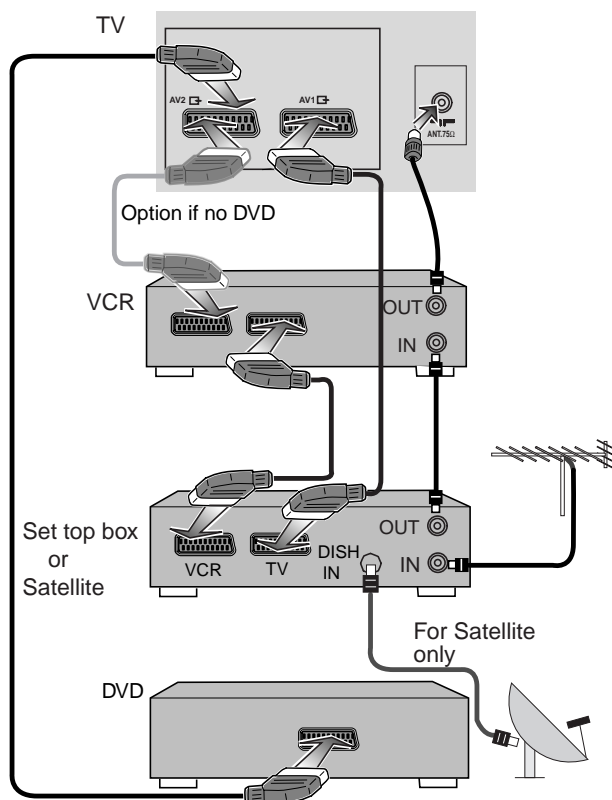 TV
AV2
AV1
ANT.75Ω
Option if no DVD
VCR
OUT
IN
Set top box
or
Satellite
VCR
TV
DISH
IN
OUT
IN
For Satellite
only
DVD